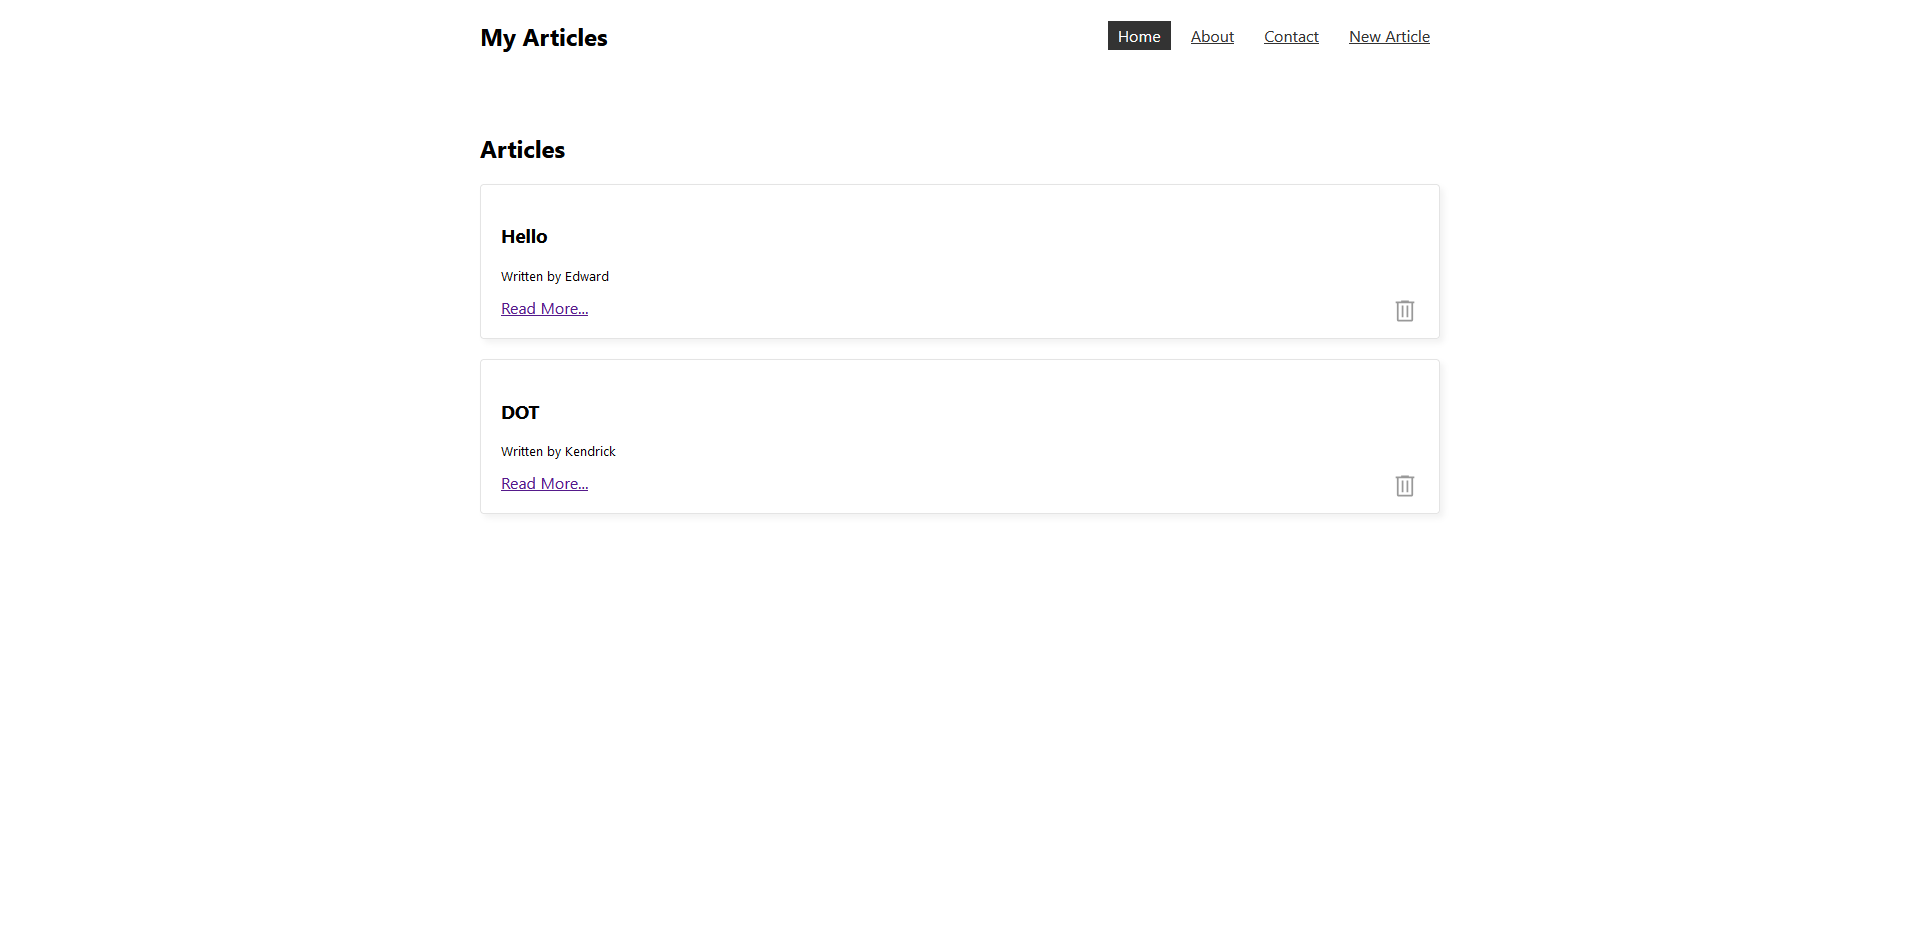 My Articles
Home About Contact New Article
Articles
Hello
Written by Edward
Read More...
DOT
Written by Kendrick
Read More...